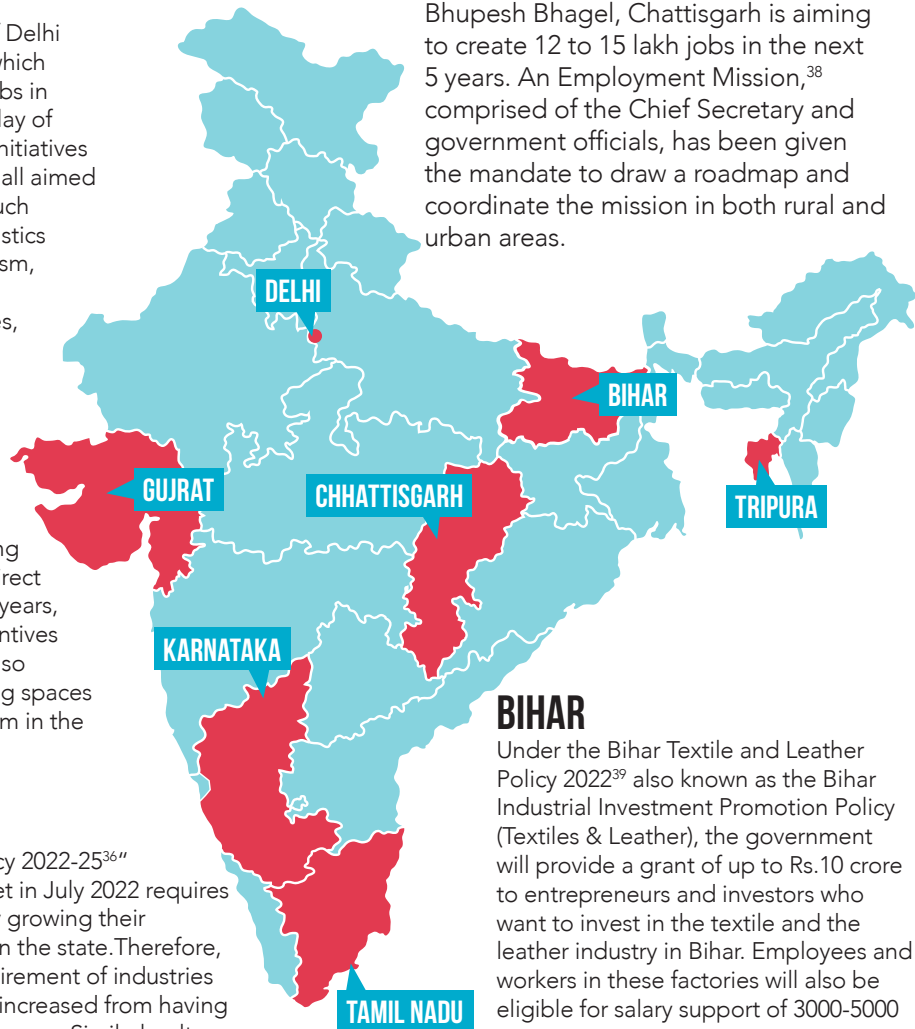 Delhi
which
bs in
lay of
nitiatives
all aimed
uch
stics
sm,
es,
ng
rect
years,
entives
so
g spaces
m in the
cy 2022-25³⁶“
et in July 2022 requires
growing their
n the state.Therefore,
irement of industries
increased from having
Bhupesh Bhagel, Chattisgarh is aiming
to create 12 to 15 lakh jobs in the next
5 years. An Employment Mission,³⁸
comprised of the Chief Secretary and
government officials, has been given
the mandate to draw a roadmap and
coordinate the mission in both rural and
urban areas.
DELHI
BIHAR
GUJRAT
CHHATTISGARH
TRIPURA
KARNATAKA
TAMIL NADU
BIHAR
Under the Bihar Textile and Leather
Policy 2022³⁹ also known as the Bihar
Industrial Investment Promotion Policy
(Textiles & Leather), the government
will provide a grant of up to Rs.10 crore
to entrepreneurs and investors who
want to invest in the textile and the
leather industry in Bihar. Employees and
workers in these factories will also be
eligible for salary support of 3000-5000